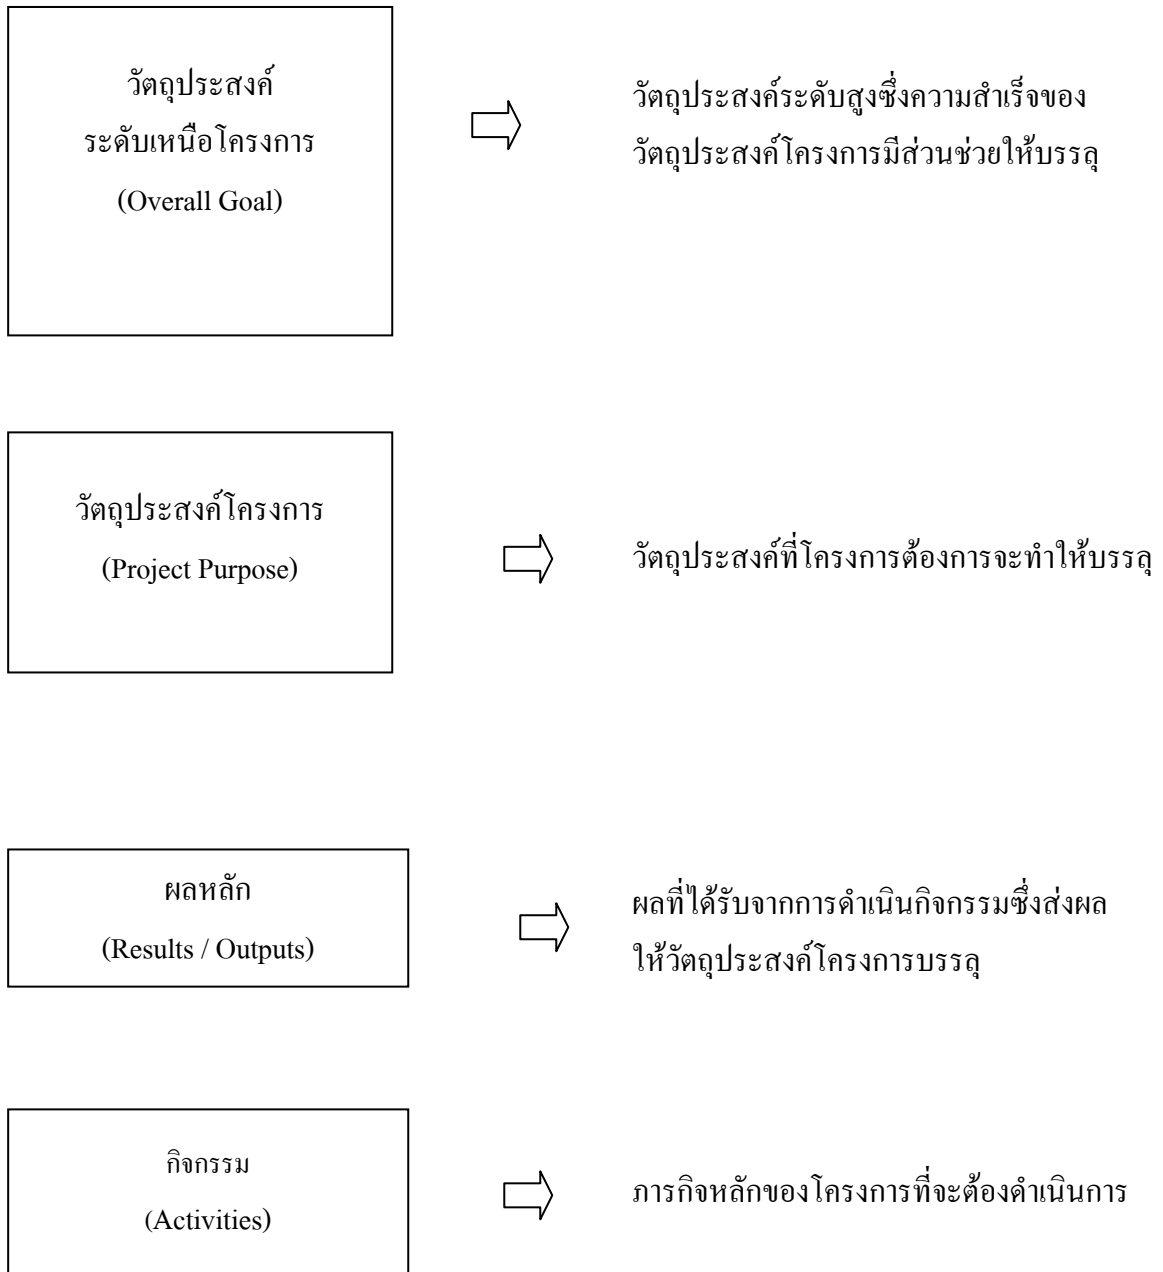 วัตถุประสงค์
ระดับเหนือโครงการ
(Overall Goal)
วัตถุประสงค์ระดับสูงซึ่งความสำเร็จของ
วัตถุประสงค์โครงการมีส่วนช่วยให้บรรลุ
วัตถุประสงค์โครงการ
(Project Purpose)
วัตถุประสงค์ที่โครงการต้องการจะทำให้บรรลุ
ผลหลัก
(Results / Outputs)
ผลที่ได้รับจากการดำเนินกิจกรรมซึ่งส่งผล
ให้วัตถุประสงค์โครงการบรรลุ
กิจกรรม
(Activities)
ภารกิจหลักของโครงการที่จะต้องดำเนินการ